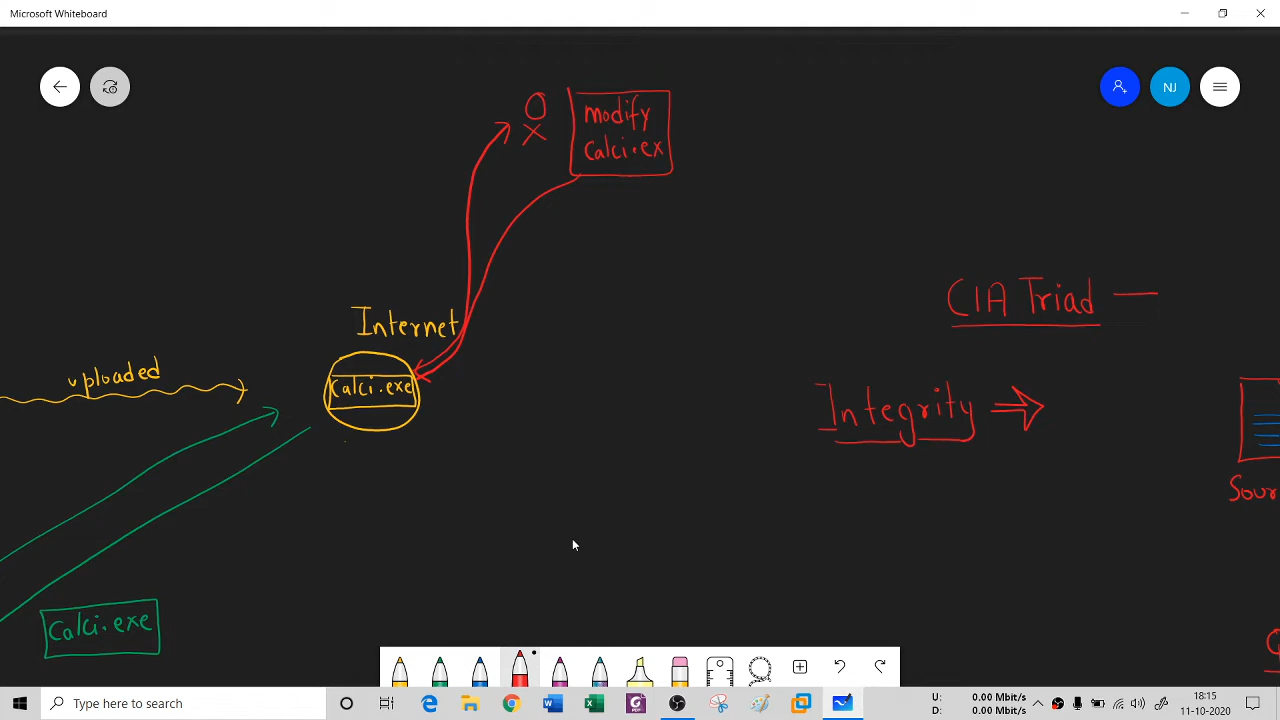 Microsoft Whiteboard
NJ
modify
Calci.ex
Internet
CIA Triad —
uploaded
Calci.exe
Integrity ⇒
Sour
Calci.exe
Type here to search
U: 0.00 Mbit/s
D: 0.00 Mbit/s
18:15
11-10-2020